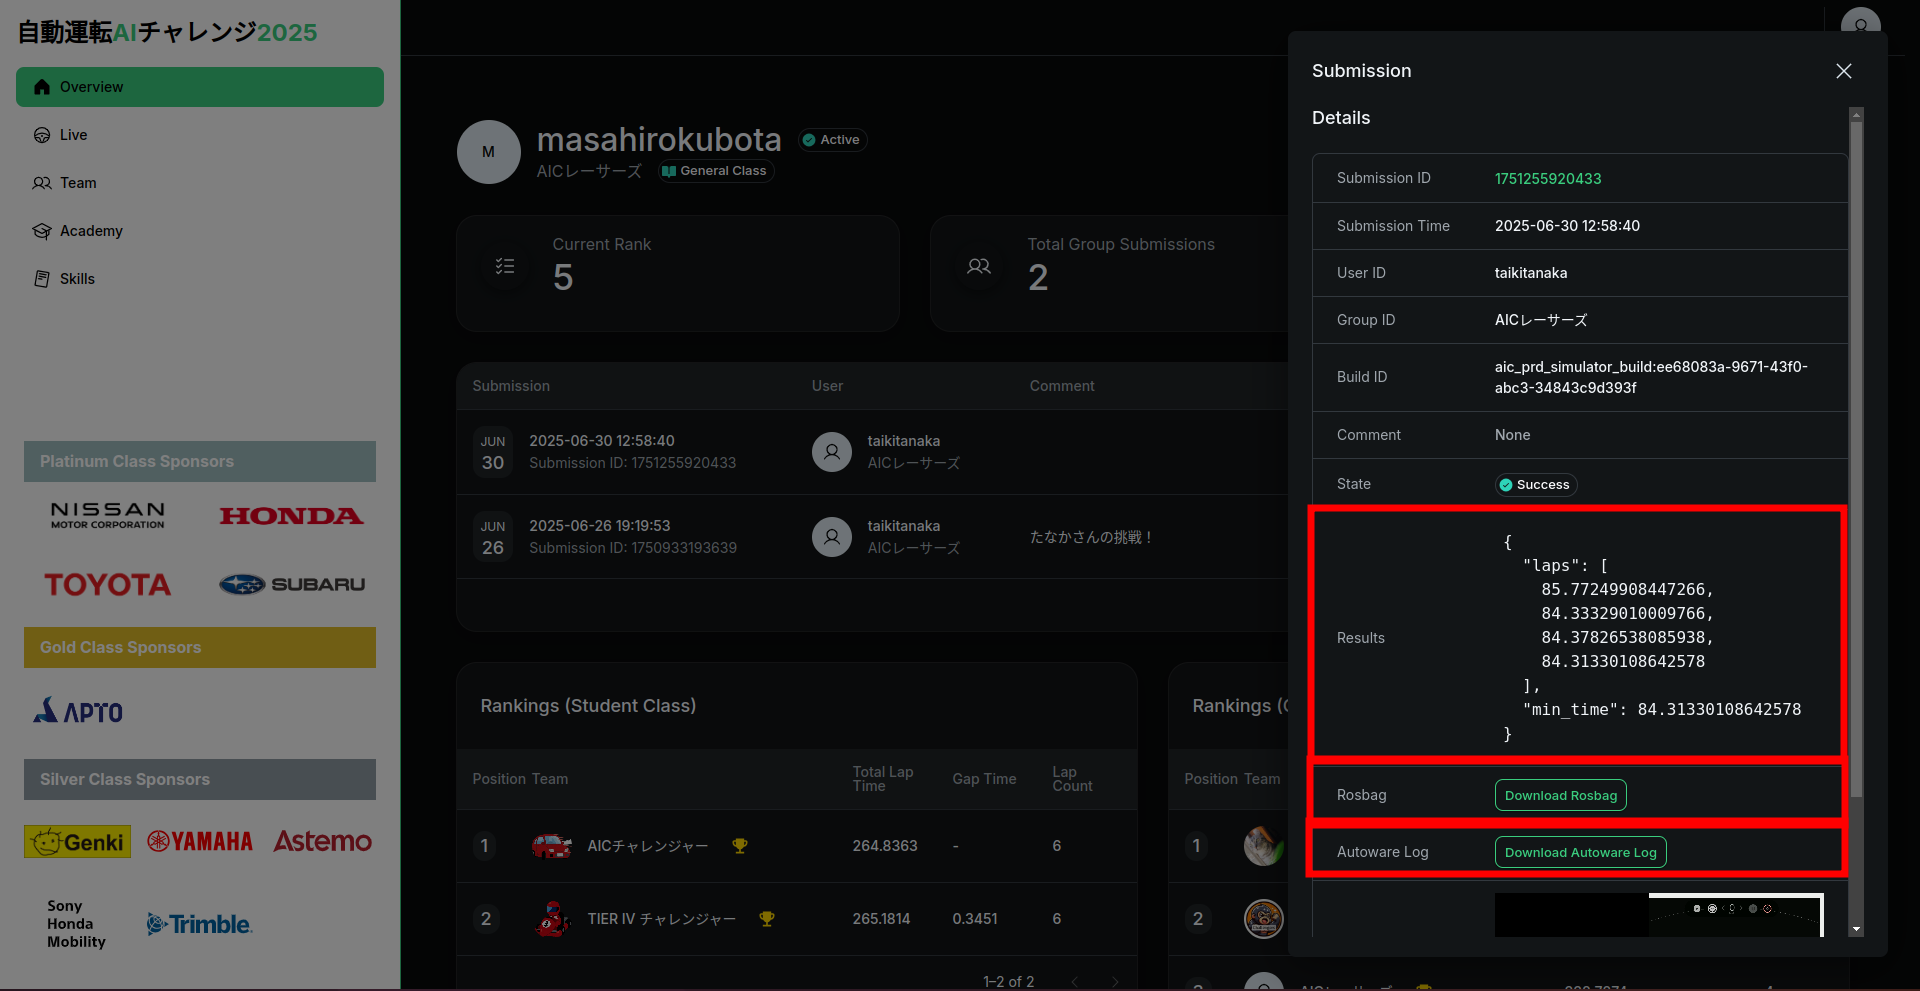 自動運転AIチャレンジ2025
Overview
Live
Team
Academy
Skills
Platinum Class Sponsors
NISSAN
MOTOR CORPORATION
HONDA
TOYOTA
SUBARU
Gold Class Sponsors
APTO
Silver Class Sponsors
Genki
YAMAHA
Astemo
Sony
Honda
Mobility
Trimble
M
masahirokubota
Active
AICレーサーズ
General Class
Current Rank
5
Total Group Submissions
2
Submission User Comment
JUN
30
2025-06-30 12:58:40
Submission ID: 1751255920433
taikitanaka
AICレーサーズ
JUN
26
2025-06-26 19:19:53
Submission ID: 1750933193639
taikitanaka
AICレーサーズ
たなかさんの挑戦！
Rankings (Student Class)
Position Team Total Lap Time Gap Time Lap Count
1 AICチャレンジャー 264.8363 - 6
2 TIER IV チャレンジャー 265.1814 0.3451 6
1–2 of 2
Rankings (
Position Team
1
2
Submission
Details
Submission ID 1751255920433
Submission Time 2025-06-30 12:58:40
User ID taikitanaka
Group ID AICレーサーズ
Build ID aic_prd_simulator_build:ee68083a-9671-43f0-
abc3-34843c9d393f
Comment None
State Success
Results
{
"laps": [
85.77249908447266,
84.33329010009766,
84.37826538085938,
84.31330108642578
],
"min_time": 84.31330108642578
}
Rosbag Download Rosbag
Autoware Log Download Autoware Log